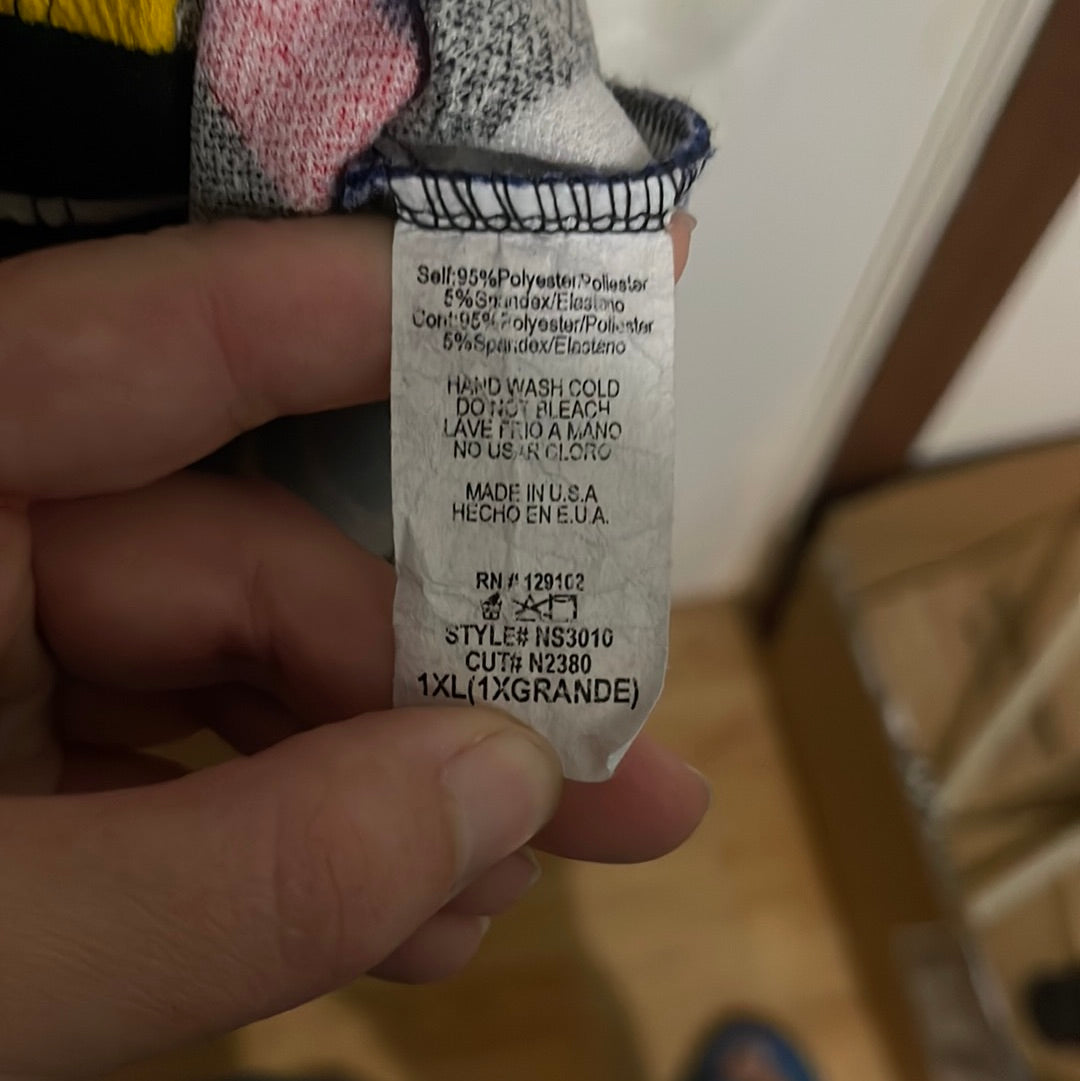 Self:95%Polyester/Poliester
5%Spandex/Elasteno
Cont:95%Polyester/Poliester
5%Spandex/Elasteno
HAND WASH COLD
DO NOT BLEACH
LAVE FRIO A MANO
NO USAR CLORO
MADE IN U.S.A
HECHO EN E.U.A.
RN # 129102
STYLE# NS3010
CUT# N2380
1XL(1XGRANDE)